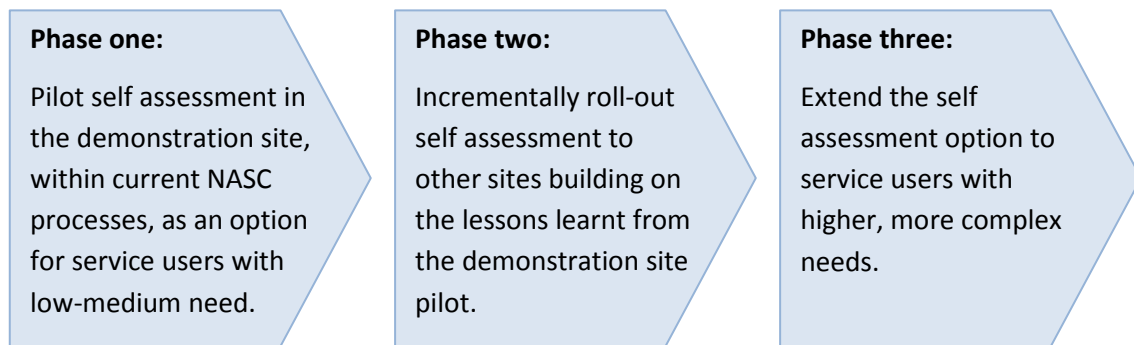 Phase one:
Pilot self assessment in
the demonstration site,
within current NASC
processes, as an option
for service users with
low-medium need.
Phase two:
Incrementally roll-out
self assessment to
other sites building on
the lessons learnt from
the demonstration site
pilot.
Phase three:
Extend the self
assessment option to
service users with
higher, more complex
needs.